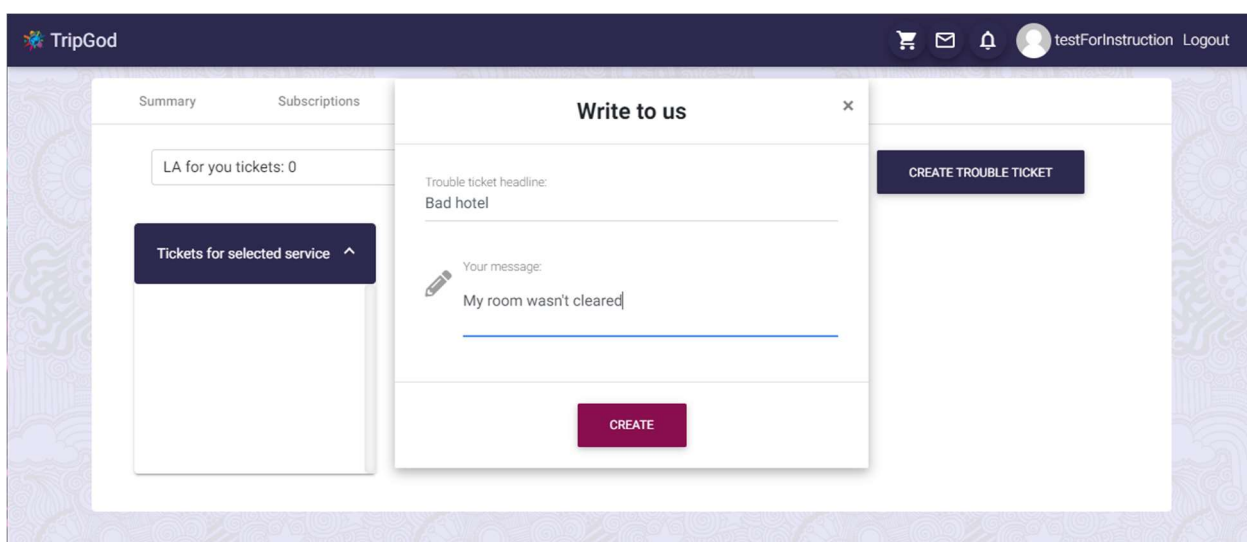 TripGod
testForInstruction Logout
Summary Subscriptions
Write to us
×
LA for you tickets: 0
CREATE TROUBLE TICKET
Trouble ticket headline:
Bad hotel
Tickets for selected service
Your message:
My room wasn't cleared
CREATE